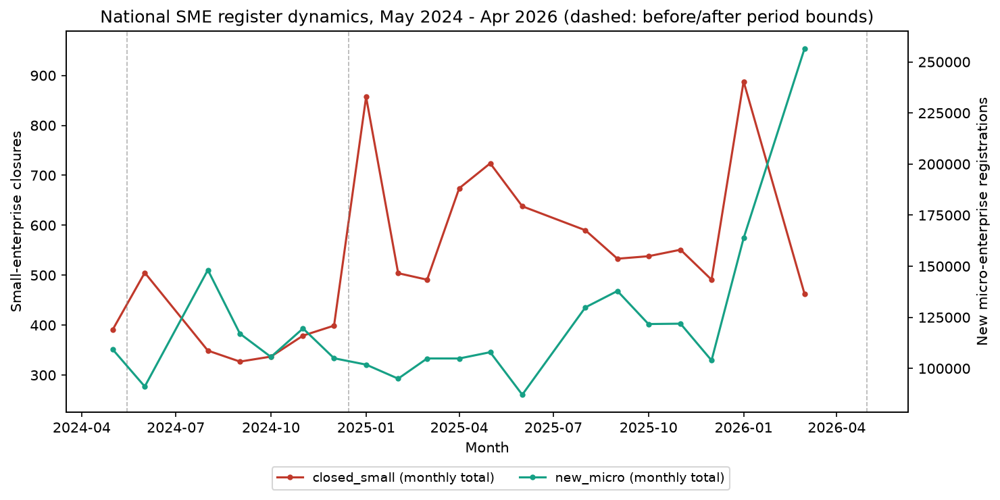 National SME register dynamics, May 2024 - Apr 2026 (dashed: before/after period bounds)
Small-enterprise closures
900
800
700
600
500
400
300
250000
225000
200000
175000
150000
125000
100000
New micro-enterprise registrations
2024-04 2024-07 2024-10 2025-01 2025-04 2025-07 2025-10 2026-01 2026-04
Month
closed_small (monthly total) new_micro (monthly total)